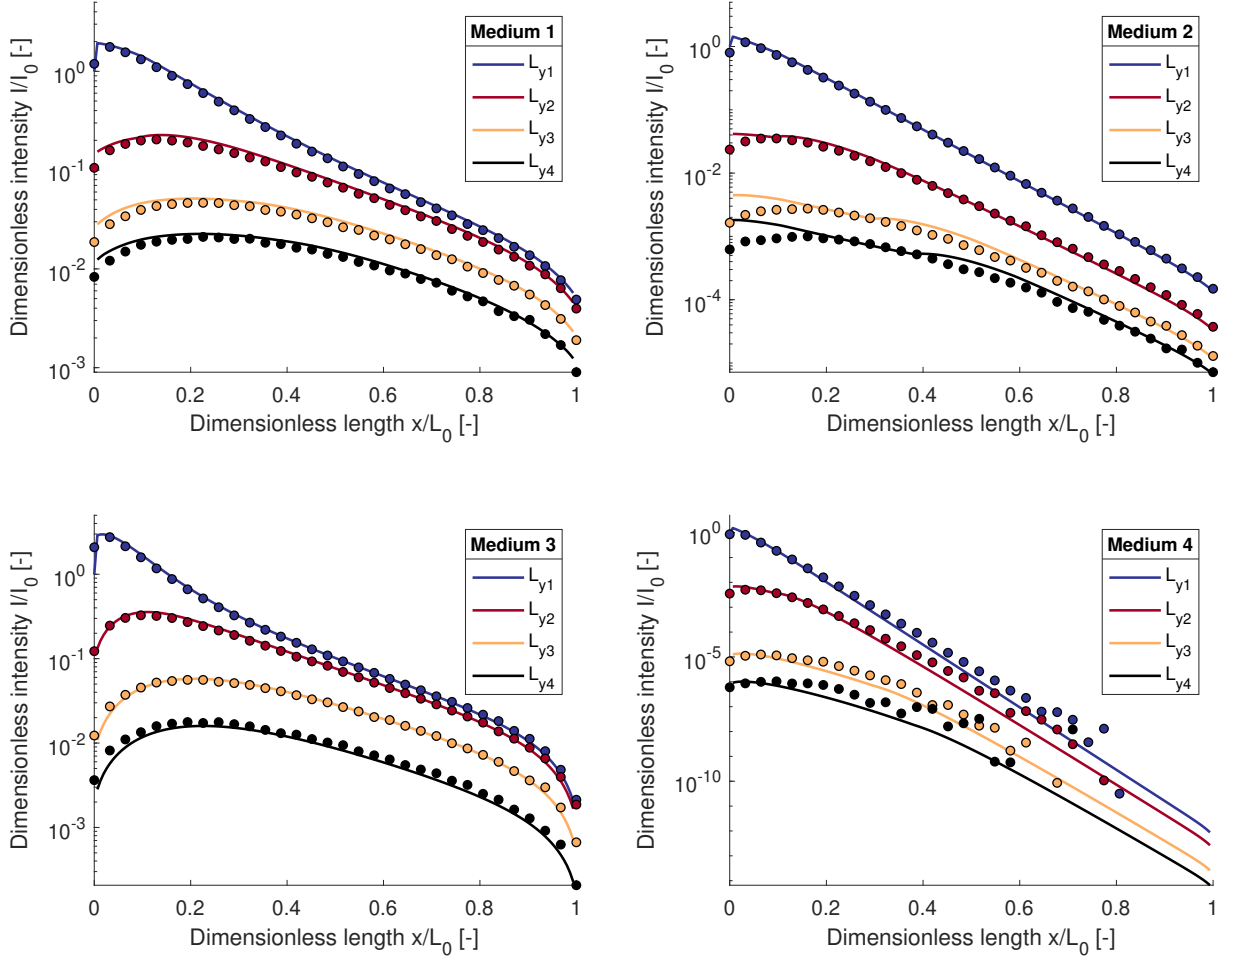 Medium 1
L_y1
L_y2
L_y3
L_y4
10^0
10^-1
10^-2
10^-3
0
0.2
0.4
0.6
0.8
1
Dimensionless length x/L_0 [-]
Dimensionless intensity I/I_0 [-]
Medium 2
L_y1
L_y2
L_y3
L_y4
10^0
10^-2
10^-4
0
0.2
0.4
0.6
0.8
1
Dimensionless length x/L_0 [-]
Dimensionless intensity I/I_0 [-]
Medium 3
L_y1
L_y2
L_y3
L_y4
10^0
10^-1
10^-2
10^-3
0
0.2
0.4
0.6
0.8
1
Dimensionless length x/L_0 [-]
Dimensionless intensity I/I_0 [-]
Medium 4
L_y1
L_y2
L_y3
L_y4
10^0
10^-5
10^-10
0
0.2
0.4
0.6
0.8
1
Dimensionless length x/L_0 [-]
Dimensionless intensity I/I_0 [-]